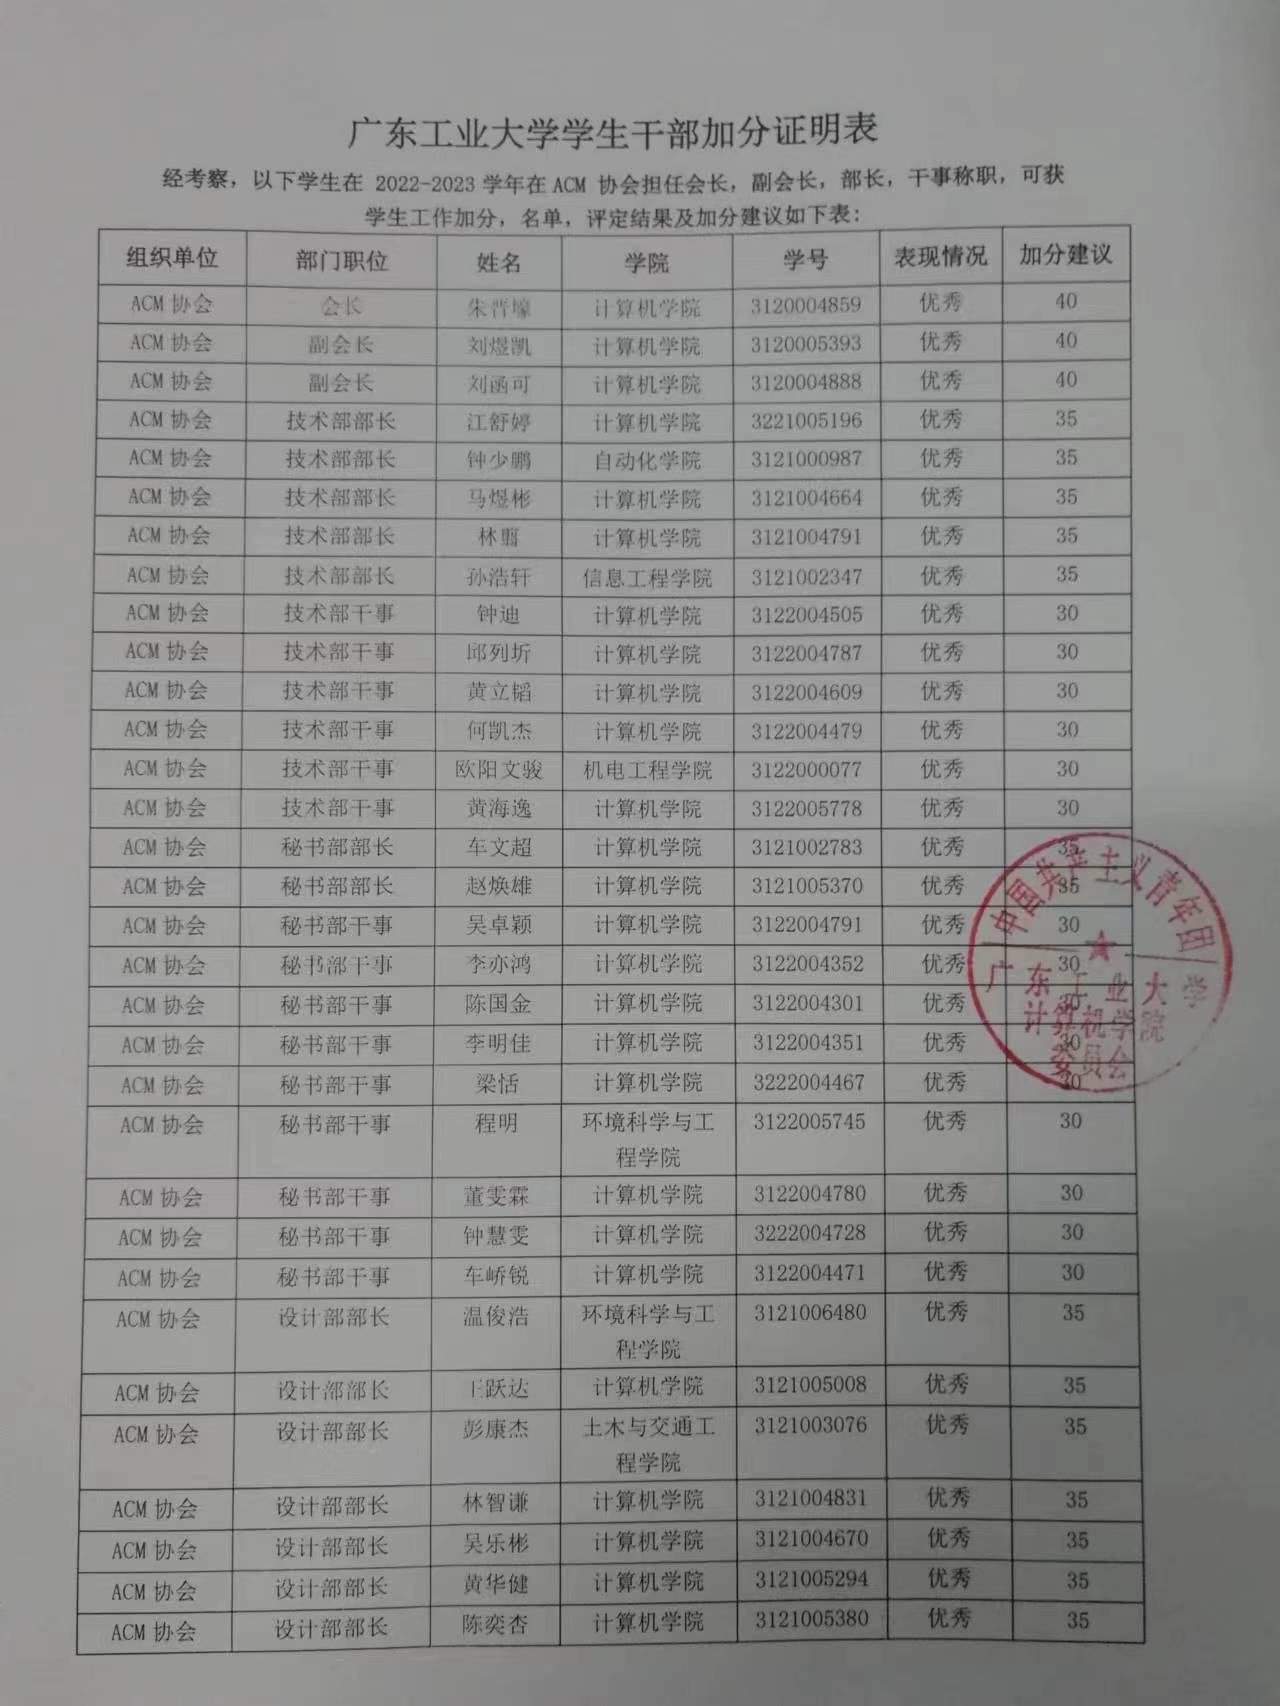 广东工业大学学生干部加分证明表
经考察，以下学生在 2022-2023 学年在 ACM 协会担任会长，副会长，部长，干事称职，可获
学生工作加分，名单，评定结果及加分建议如下表：
组织单位 部门职位 姓名 学院 学号 表现情况 加分建议
ACM 协会 会长 朱晋壕 计算机学院 3120004859 优秀 40
ACM 协会 副会长 刘煜凯 计算机学院 3120005393 优秀 40
ACM 协会 副会长 刘函可 计算机学院 3120004888 优秀 40
ACM 协会 技术部部长 江舒婷 计算机学院 3221005196 优秀 35
ACM 协会 技术部部长 钟少鹏 自动化学院 3121000987 优秀 35
ACM 协会 技术部部长 马煜彬 计算机学院 3121004664 优秀 35
ACM 协会 技术部部长 林翳 计算机学院 3121004791 优秀 35
ACM 协会 技术部部长 孙浩轩 信息工程学院 3121002347 优秀 35
ACM 协会 技术部干事 钟迪 计算机学院 3122004505 优秀 30
ACM 协会 技术部干事 邱列圻 计算机学院 3122004787 优秀 30
ACM 协会 技术部干事 黄立韬 计算机学院 3122004609 优秀 30
ACM 协会 技术部干事 何凯杰 计算机学院 3122004479 优秀 30
ACM 协会 技术部干事 欧阳文骏 机电工程学院 3122000077 优秀 30
ACM 协会 技术部干事 黄海逸 计算机学院 3122005778 优秀 30
ACM 协会 秘书部部长 车文超 计算机学院 3121002783 优秀 35
ACM 协会 秘书部部长 赵焕雄 计算机学院 3121005370 优秀 35
ACM 协会 秘书部干事 吴卓颖 计算机学院 3122004791 优秀 30
ACM 协会 秘书部干事 李亦鸿 计算机学院 3122004352 优秀 30
ACM 协会 秘书部干事 陈国金 计算机学院 3122004301 优秀 30
ACM 协会 秘书部干事 李明佳 计算机学院 3122004351 优秀 30
ACM 协会 秘书部干事 梁恬 计算机学院 3222004467 优秀 30
ACM 协会 秘书部干事 程明 环境科学与工 3122005745 优秀 30
程学院
ACM 协会 秘书部干事 董雯霖 计算机学院 3122004780 优秀 30
ACM 协会 秘书部干事 钟慧雯 计算机学院 3222004728 优秀 30
ACM 协会 秘书部干事 车峤锐 计算机学院 3122004471 优秀 30
ACM 协会 设计部部长 温俊浩 环境科学与工 3121006480 优秀 35
程学院
ACM 协会 设计部部长 王跃达 计算机学院 3121005008 优秀 35
ACM 协会 设计部部长 彭康杰 土木与交通工 3121003076 优秀 35
程学院
ACM 协会 设计部部长 林智谦 计算机学院 3121004831 优秀 35
ACM 协会 设计部部长 吴乐彬 计算机学院 3121004670 优秀 35
ACM 协会 设计部部长 黄华健 计算机学院 3121005294 优秀 35
ACM 协会 设计部部长 陈奕杏 计算机学院 3121005380 优秀 35
中国共产主义青年团
广东工业大学
计算机学院
委员会